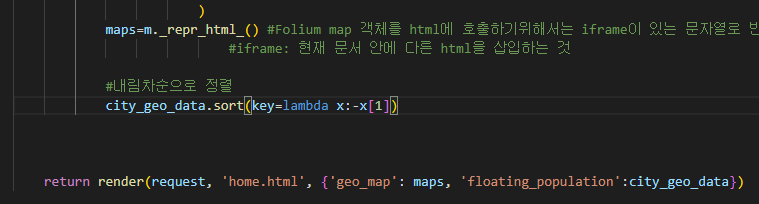 )
maps=m._repr_html_() #Folium map 객체를 html에 호출하기위해서는 iframe이 있는 문자열로
#iframe: 현재 문서 안에 다른 html을 삽입하는 것
#내림차순으로 정렬
city_geo_data.sort(key=lambda x:-x[1])
return render(request, 'home.html', {'geo_map': maps, 'floating_population':city_geo_data})